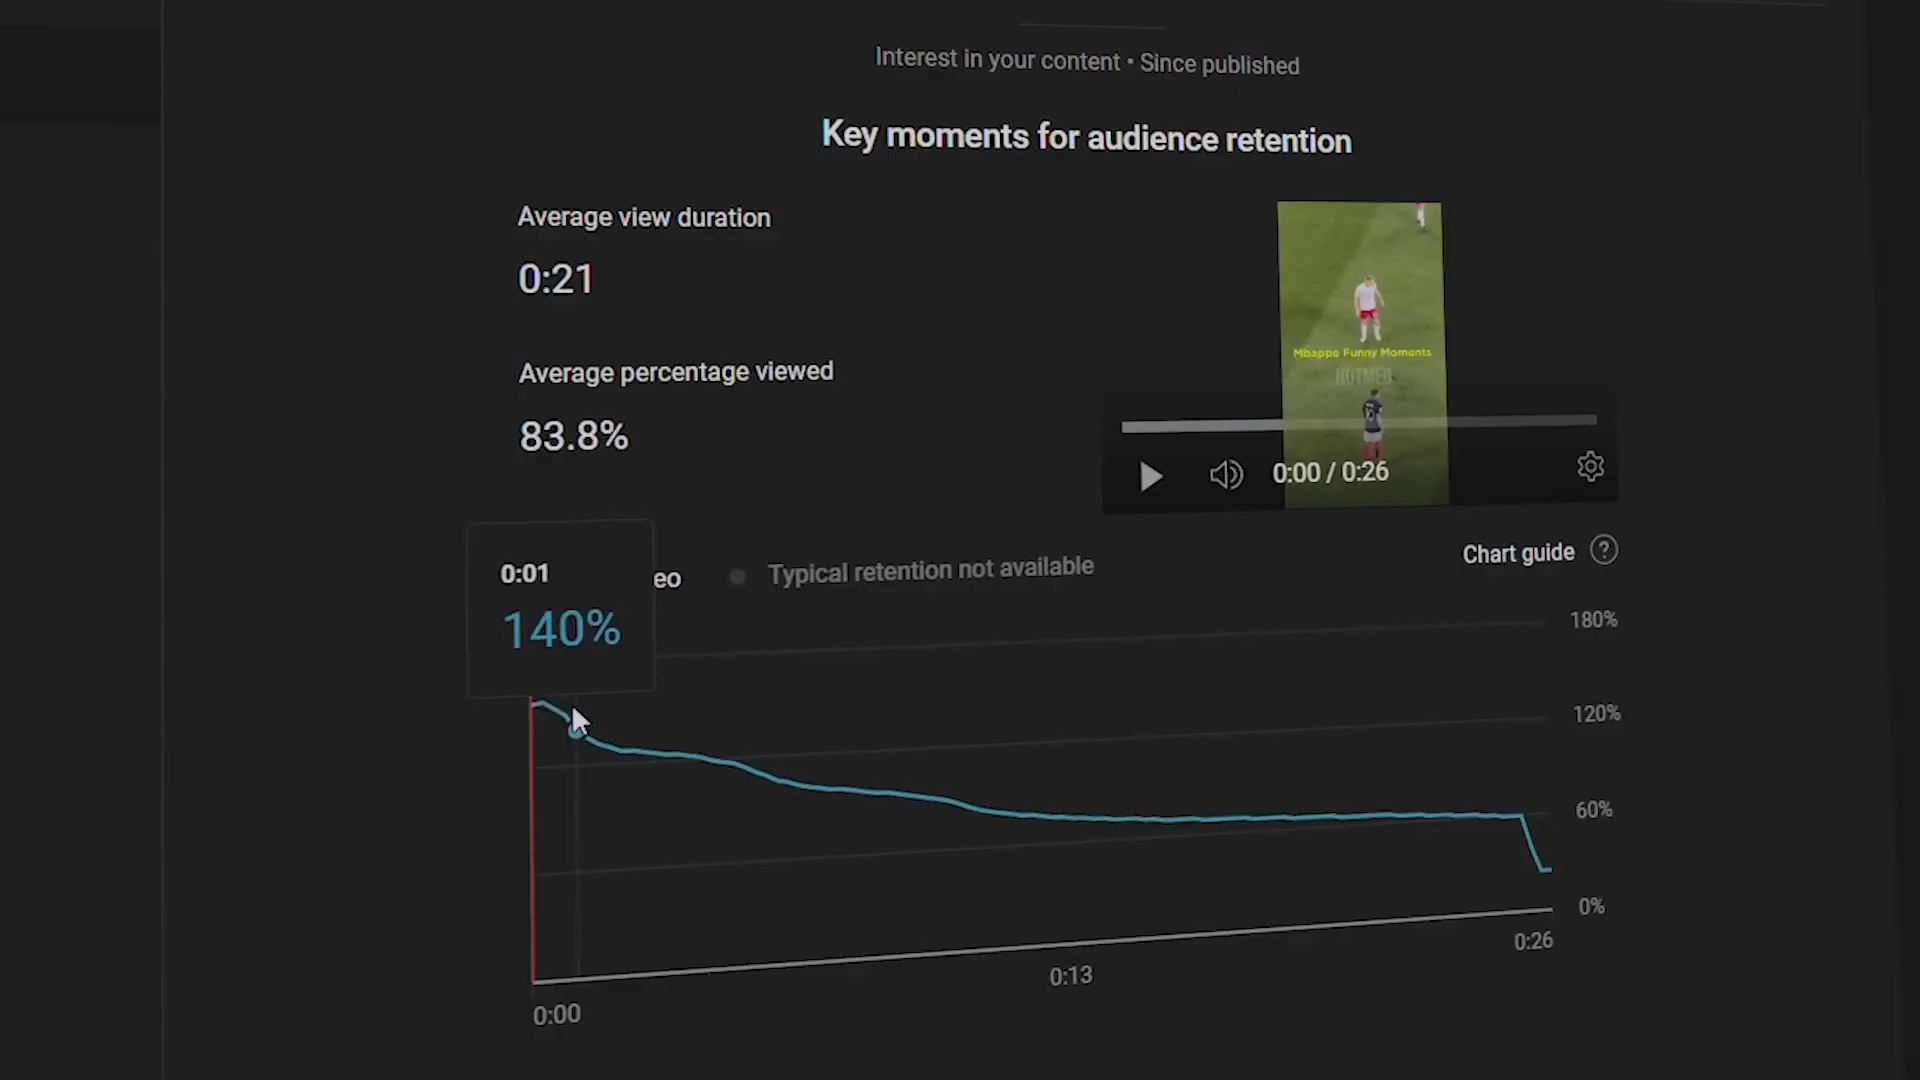 Interest in your content • Since published
Key moments for audience retention
Average view duration
0:21
Average percentage viewed
83.8%
Mbappe Funny Moments
NUTMEG
0:00 / 0:26
0:01
140%
eo
Typical retention not available
Chart guide ?
180%
120%
60%
0%
0:00
0:13
0:26